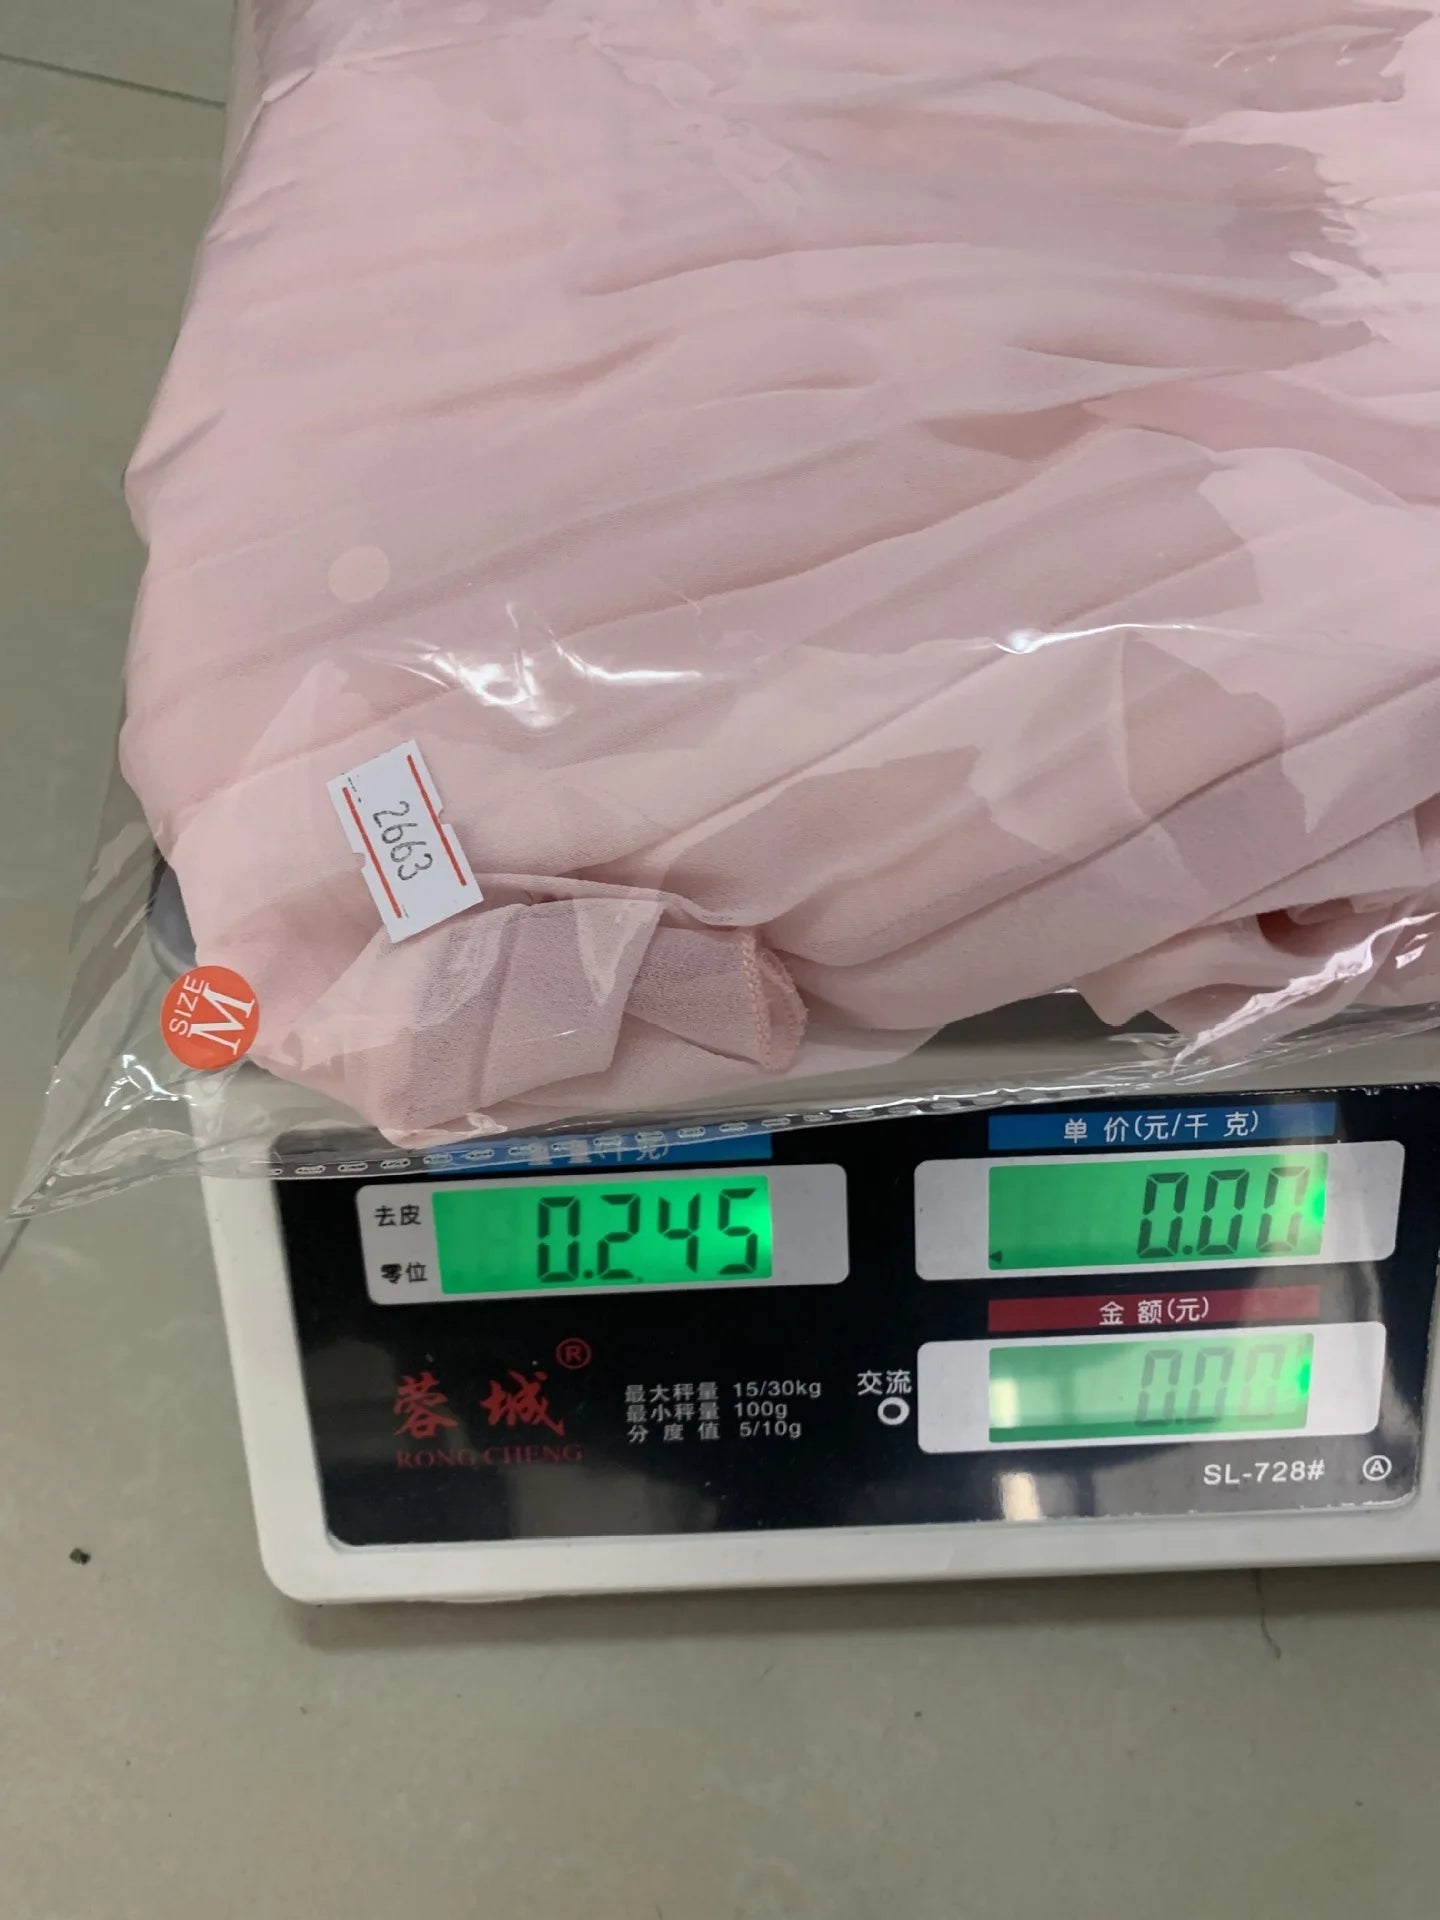 2663
SIZE
M
重 量(千克)
单 价(元/千 克)
去皮
零位
0.245
0.00
金 额(元)
0.00
蓉 城®
RONG CHENG
最大秤量 15/30kg
最小秤量 100g
分 度 值 5/10g
交流
SL-728# Ⓐ